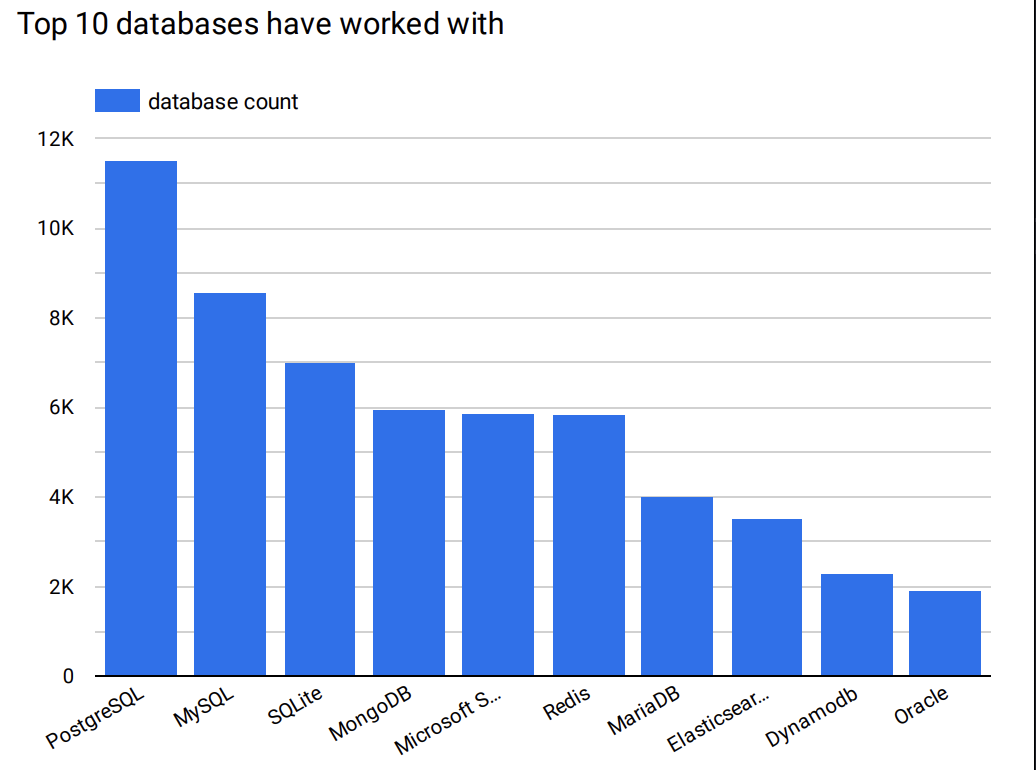 Top 10 databases have worked with
database count
12K
10K
8K
6K
4K
2K
0
PostgreSQL
MySQL
SQLite
MongoDB
Microsoft S...
Redis
MariaDB
Elasticsear...
Dynamodb
Oracle